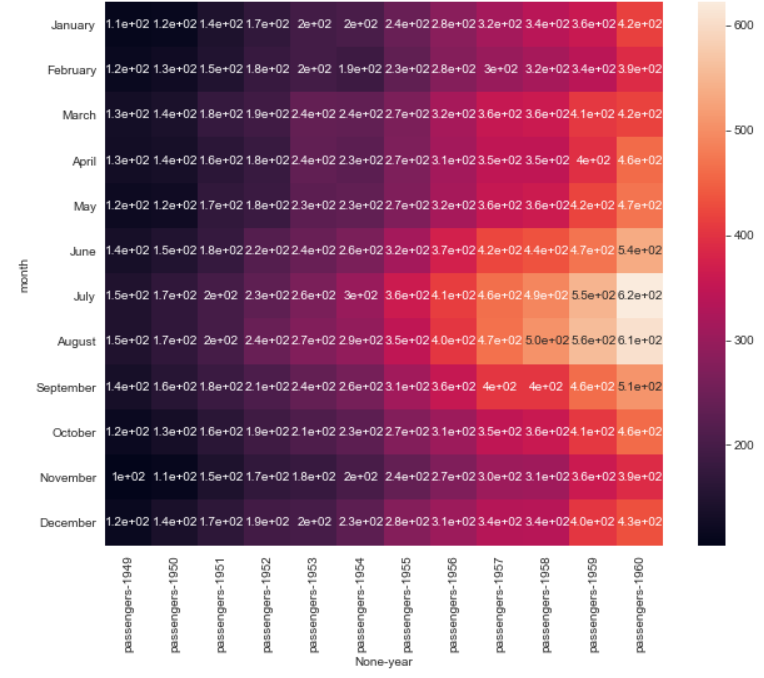 January 1.1e+02 1.2e+02 1.4e+02 1.7e+02 2e+02 2e+02 2.4e+02 2.8e+02 3.2e+02 3.4e+02 3.6e+02 4.2e+02
600
February 1.2e+02 1.3e+02 1.5e+02 1.8e+02 2e+02 1.9e+02 2.3e+02 2.8e+02 3e+02 3.2e+02 3.4e+02 3.9e+02
March 1.3e+02 1.4e+02 1.8e+02 1.9e+02 2.4e+02 2.4e+02 2.7e+02 3.2e+02 3.6e+02 3.6e+02 4.1e+02 4.2e+02
500
April 1.3e+02 1.4e+02 1.6e+02 1.8e+02 2.4e+02 2.3e+02 2.7e+02 3.1e+02 3.5e+02 3.5e+02 4e+02 4.6e+02
May 1.2e+02 1.2e+02 1.7e+02 1.8e+02 2.3e+02 2.3e+02 2.7e+02 3.2e+02 3.6e+02 3.6e+02 4.2e+02 4.7e+02
400
June 1.4e+02 1.5e+02 1.8e+02 2.2e+02 2.4e+02 2.6e+02 3.2e+02 3.7e+02 4.2e+02 4.4e+02 4.7e+02 5.4e+02
month
July 1.5e+02 1.7e+02 2e+02 2.3e+02 2.6e+02 3e+02 3.6e+02 4.1e+02 4.6e+02 4.9e+02 5.5e+02 6.2e+02
August 1.5e+02 1.7e+02 2e+02 2.4e+02 2.7e+02 2.9e+02 3.5e+02 4.0e+02 4.7e+02 5.0e+02 5.6e+02 6.1e+02
300
September 1.4e+02 1.6e+02 1.8e+02 2.1e+02 2.4e+02 2.6e+02 3.1e+02 3.6e+02 4e+02 4e+02 4.6e+02 5.1e+02
October 1.2e+02 1.3e+02 1.6e+02 1.9e+02 2.1e+02 2.3e+02 2.7e+02 3.1e+02 3.5e+02 3.6e+02 4.1e+02 4.6e+02
200
November 1e+02 1.1e+02 1.5e+02 1.7e+02 1.8e+02 2e+02 2.4e+02 2.7e+02 3.0e+02 3.1e+02 3.6e+02 3.9e+02
December 1.2e+02 1.4e+02 1.7e+02 1.9e+02 2e+02 2.3e+02 2.8e+02 3.1e+02 3.4e+02 3.4e+02 4.0e+02 4.3e+02
passengers-1949
passengers-1950
passengers-1951
passengers-1952
passengers-1953
passengers-1954
passengers-1955
passengers-1956
passengers-1957
passengers-1958
passengers-1959
passengers-1960
None-year